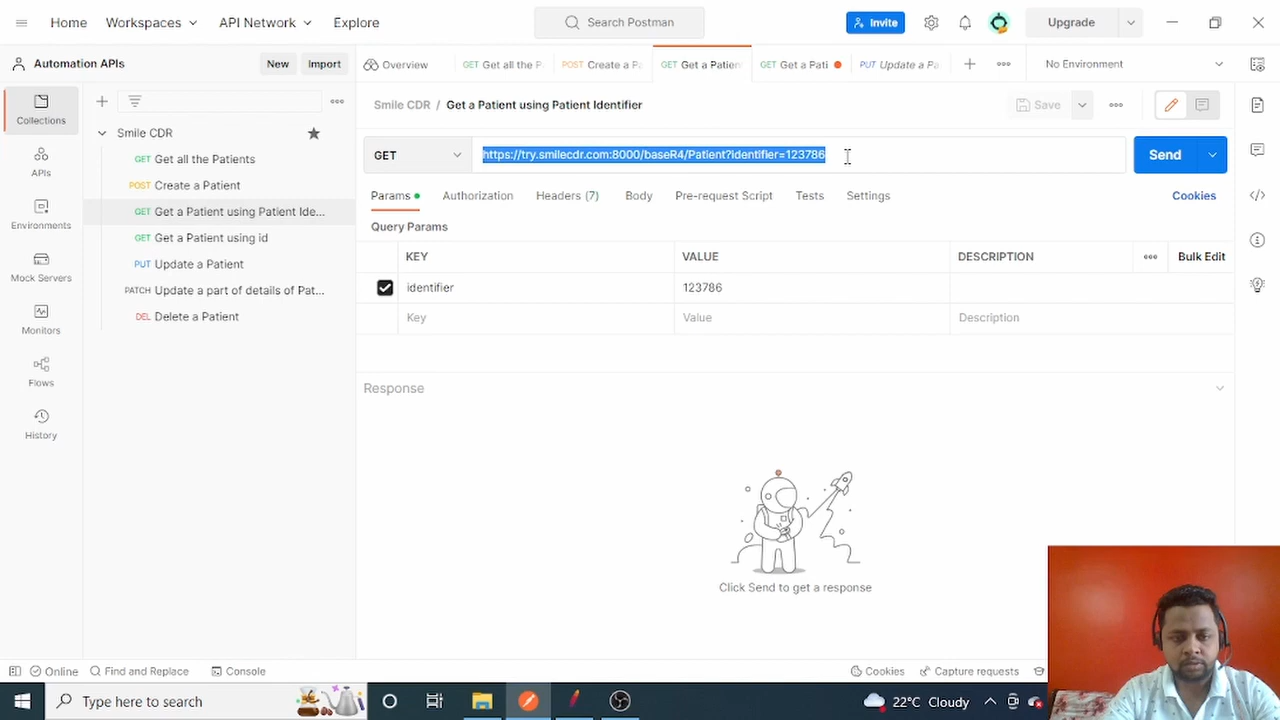 Home
Workspaces
API Network
Explore
Search Postman
Invite
Upgrade
Automation APIs
New
Import
Overview
GET Get all the P
POST Create a Pa
GET Get a Patien
GET Get a Pati
PUT Update a Pa
No Environment
Collections
APIs
Environments
Mock Servers
Monitors
Flows
History
Smile CDR
GET Get all the Patients
POST Create a Patient
GET Get a Patient using Patient Ide...
GET Get a Patient using id
PUT Update a Patient
PATCH Update a part of details of Pat...
DEL Delete a Patient
Smile CDR / Get a Patient using Patient Identifier
Save
GET
https://try.smilecdr.com:8000/baseR4/Patient?identifier=123786
Send
Params
Authorization
Headers (7)
Body
Pre-request Script
Tests
Settings
Cookies
Query Params
KEY
VALUE
DESCRIPTION
Bulk Edit
identifier
123786
Key
Value
Description
Response
Click Send to get a response
Online
Find and Replace
Console
Cookies
Capture requests
Type here to search
22°C Cloudy